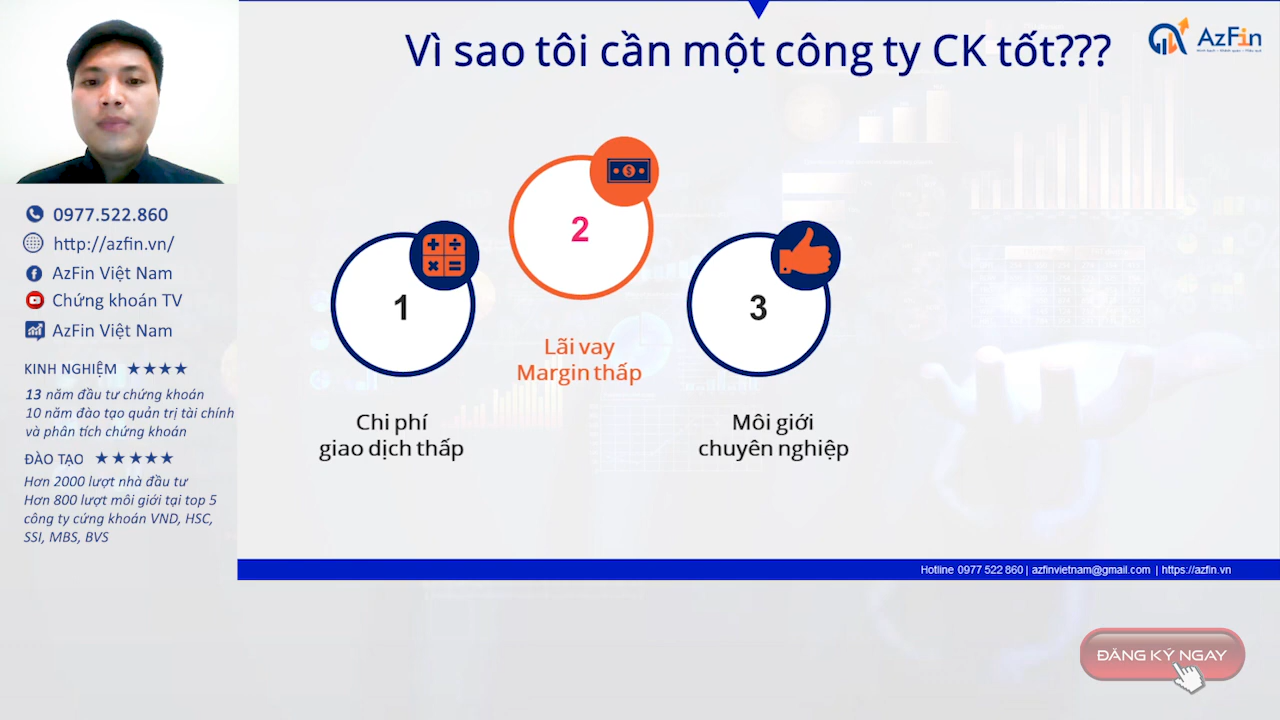 Vì sao tôi cần một công ty CK tốt???
AzFin
1
2
3
Lãi vay
Margin thấp
Chi phí
giao dịch thấp
Môi giới
chuyên nghiệp
0977.522.860
http://azfin.vn/
AzFin Việt Nam
Chứng khoán TV
AzFin Việt Nam
KINH NGHIỆM ★★★★
13 năm đầu tư chứng khoán
10 năm đào tạo quản trị tài chính
và phân tích chứng khoán
ĐÀO TẠO ★★★★★
Hơn 2000 lượt nhà đầu tư
Hơn 800 lượt môi giới tại top 5
công ty cứng khoán VND, HSC,
SSI, MBS, BVS
Hotline 0977 522 860 | azfinvietnam@gmail.com | https://azfin.vn
ĐĂNG KÝ NGAY